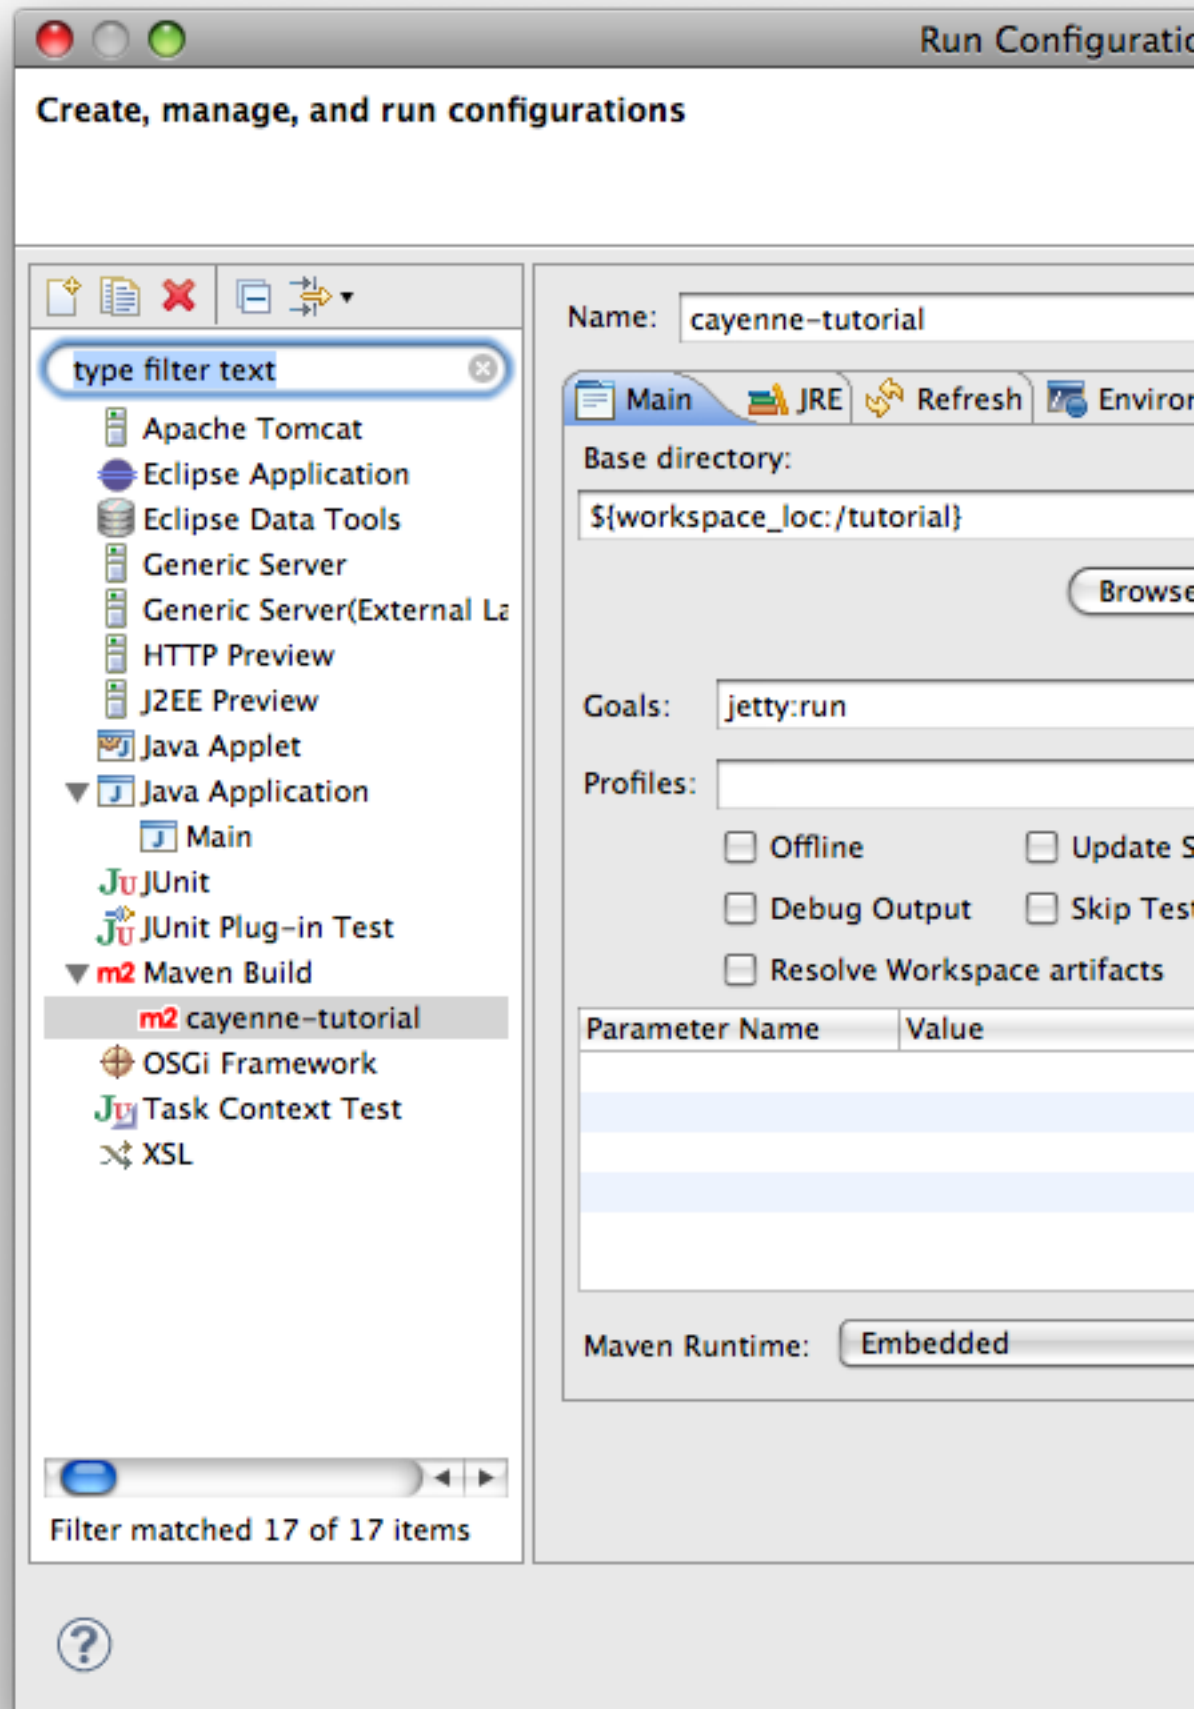 Run Configuratio
Create, manage, and run configurations
type filter text
Apache Tomcat
Eclipse Application
Eclipse Data Tools
Generic Server
Generic Server(External La
HTTP Preview
J2EE Preview
Java Applet
Java Application
Main
JUnit
JUnit Plug-in Test
m2 Maven Build
m2 cayenne-tutorial
OSGi Framework
Task Context Test
XSL
Filter matched 17 of 17 items
Name: cayenne-tutorial
Main JRE Refresh Environ
Base directory:
${workspace_loc:/tutorial}
Browse
Goals: jetty:run
Profiles:
Offline Update S
Debug Output Skip Test
Resolve Workspace artifacts
Parameter Name Value
Maven Runtime: Embedded